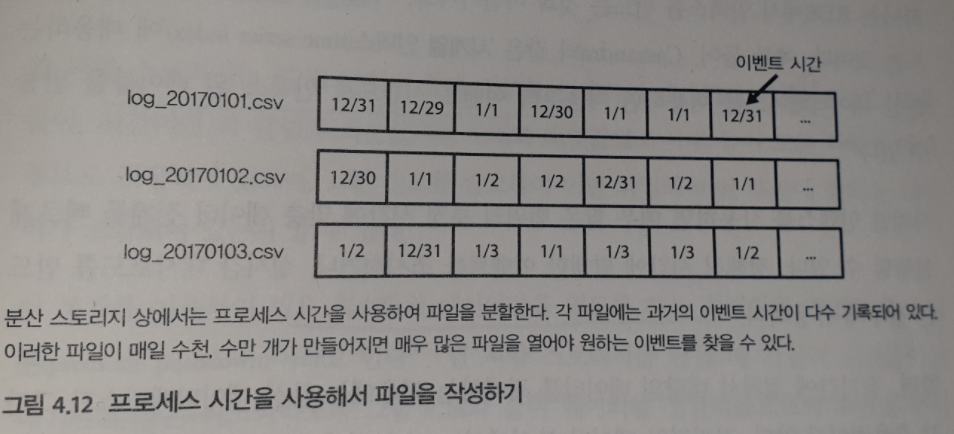 이벤트 시간
log_20170101.csv 12/31 12/29 1/1 12/30 1/1 1/1 12/31 ...
log_20170102.csv 12/30 1/1 1/2 1/2 12/31 1/2 1/1 ...
log_20170103.csv 1/2 12/31 1/3 1/1 1/3 1/3 1/2 ...
분산 스토리지 상에서는 프로세스 시간을 사용하여 파일을 분할한다. 각 파일에는 과거의 이벤트 시간이 다수 기록되어 있다.
이러한 파일이 매일 수천, 수만 개가 만들어지면 매우 많은 파일을 열어야 원하는 이벤트를 찾을 수 있다.
그림 4.12 프로세스 시간을 사용해서 파일을 작성하기